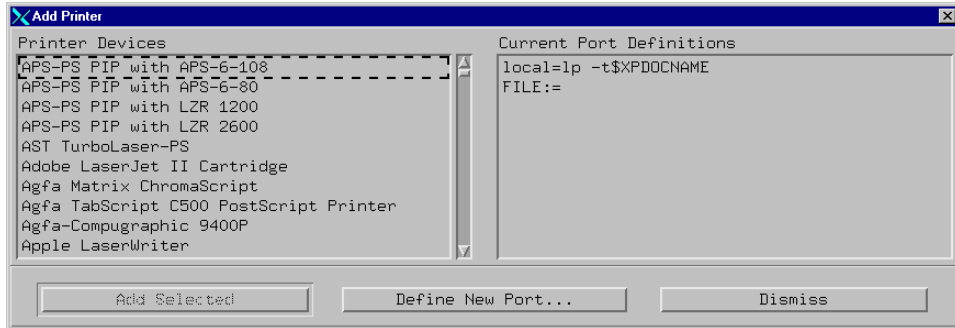 Add Printer
Printer Devices
APS-PS PIP with APS-6-108
APS-PS PIP with APS-6-80
APS-PS PIP with LZR 1200
APS-PS PIP with LZR 2600
AST TurboLaser-PS
Adobe LaserJet II Cartridge
Agfa Matrix ChromaScript
Agfa TabScript C500 PostScript Printer
Agfa-Compugraphic 9400P
Apple LaserWriter
Current Port Definitions
local=lp -t$XPDOCNAME
FILE:=
Add Selected
Define New Port...
Dismiss